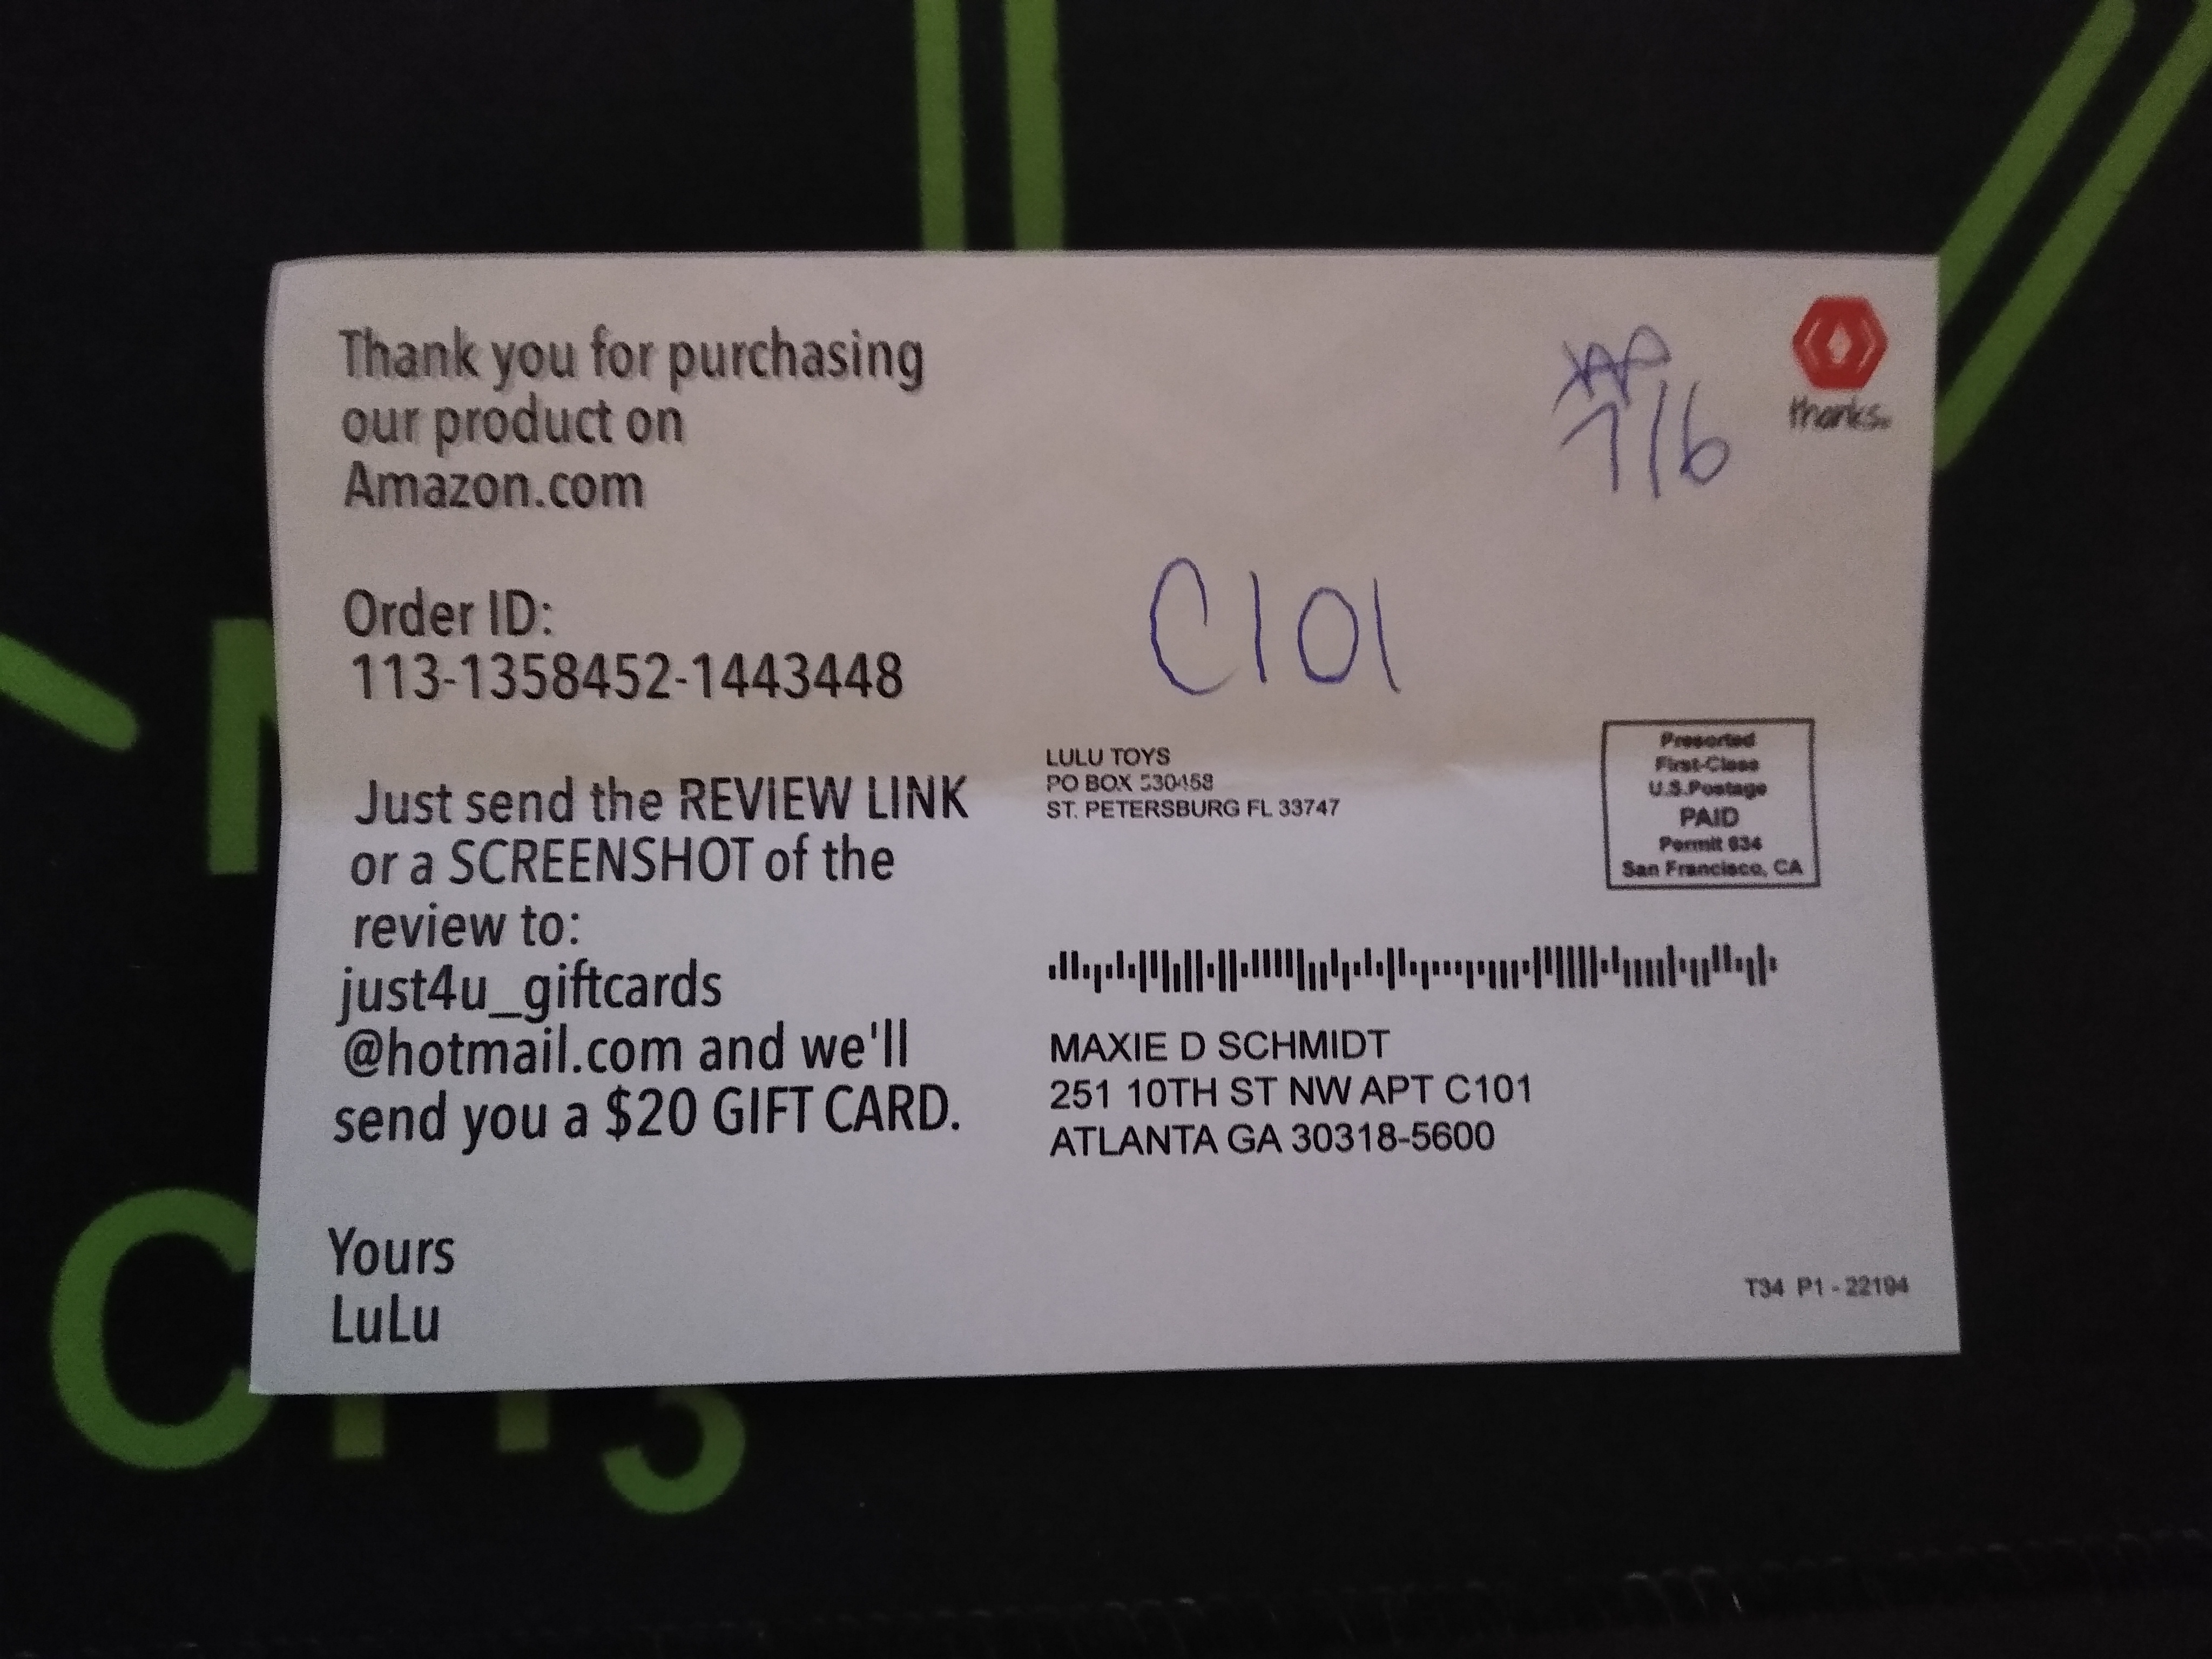 Thank you for purchasing
our product on
Amazon.com
Order ID:
113-1358452-1443448
Just send the REVIEW LINK
or a SCREENSHOT of the
review to:
just4u_giftcards
@hotmail.com and we'll
send you a $20 GIFT CARD.
Yours
LuLu
7/6
thanks.
C101
LULU TOYS
PO BOX 530458
ST. PETERSBURG FL 33747
Presorted
First-Class
U.S.Postage
PAID
Permit 634
San Francisco, CA
MAXIE D SCHMIDT
251 10TH ST NW APT C101
ATLANTA GA 30318-5600
T34 P1 - 22194
N
CH3